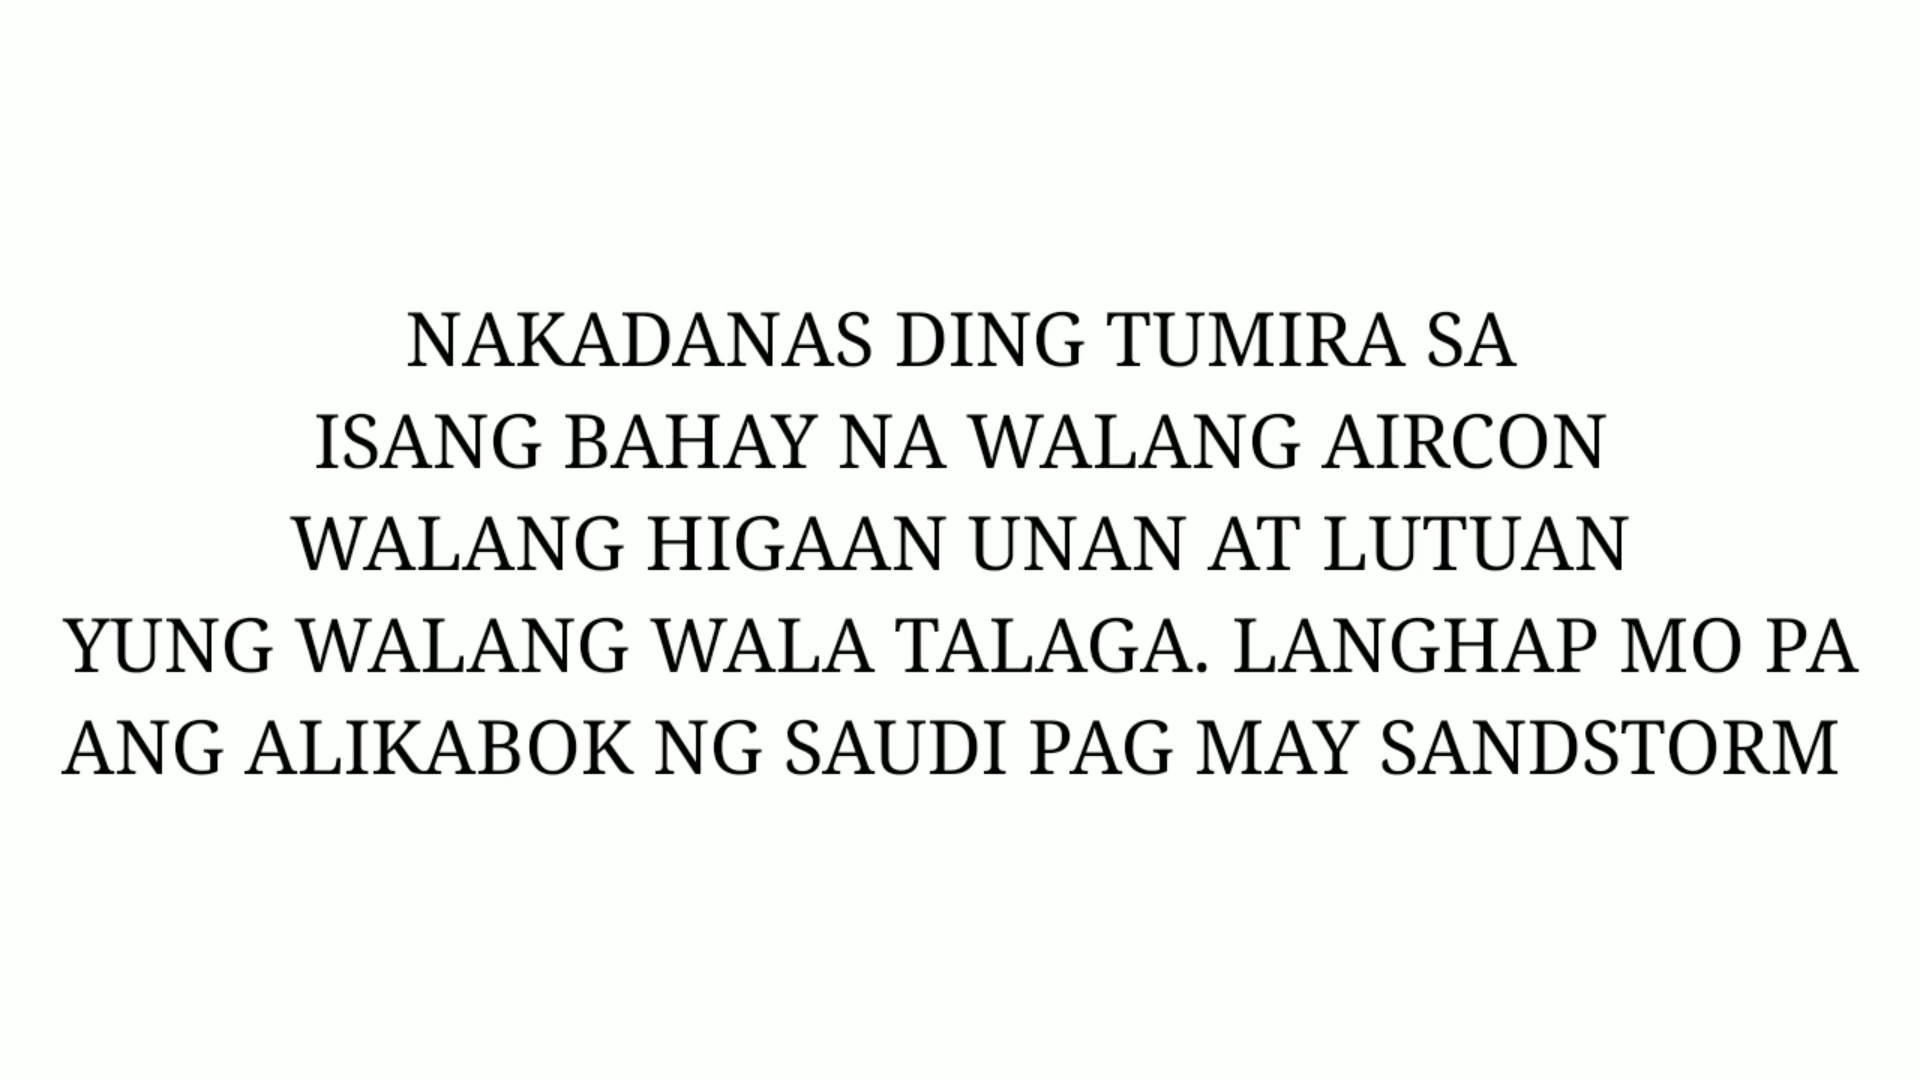 NAKADANAS DING TUMIRA SA
ISANG BAHAY NA WALANG AIRCON
WALANG HIGAAN UNAN AT LUTUAN
YUNG WALANG WALA TALAGA. LANGHAP MO PA
ANG ALIKABOK NG SAUDI PAG MAY SANDSTORM